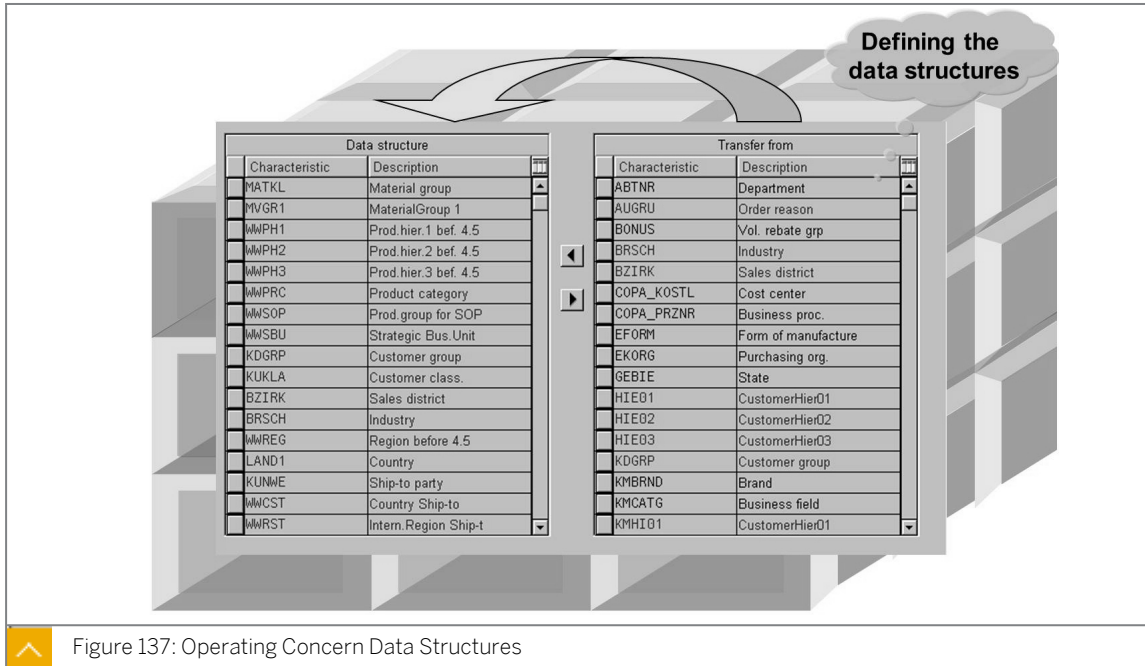 Defining the
data structures
Data structure
Characteristic Description
MATKL Material group
MVGR1 MaterialGroup 1
WWPH1 Prod.hier.1 bef. 4.5
WWPH2 Prod.hier.2 bef. 4.5
WWPH3 Prod.hier.3 bef. 4.5
WWPRC Product category
WWSOP Prod.group for SOP
WWSBU Strategic Bus.Unit
KDGRP Customer group
KUKLA Customer class.
BZIRK Sales district
BRSCH Industry
WWREG Region before 4.5
LAND1 Country
KUNWE Ship-to party
WWCST Country Ship-to
WWRST Intern.Region Ship-t
Transfer from
Characteristic Description
ABTNR Department
AUGRU Order reason
BONUS Vol. rebate grp
BRSCH Industry
BZIRK Sales district
COPA_KOSTL Cost center
COPA_PRZNR Business proc.
EFORM Form of manufacture
EKORG Purchasing org.
GEBIE State
HIE01 CustomerHier01
HIE02 CustomerHier02
HIE03 CustomerHier03
KDGRP Customer group
KMBRND Brand
KMCATG Business field
KMHI01 CustomerHier01
Figure 137: Operating Concern Data Structures